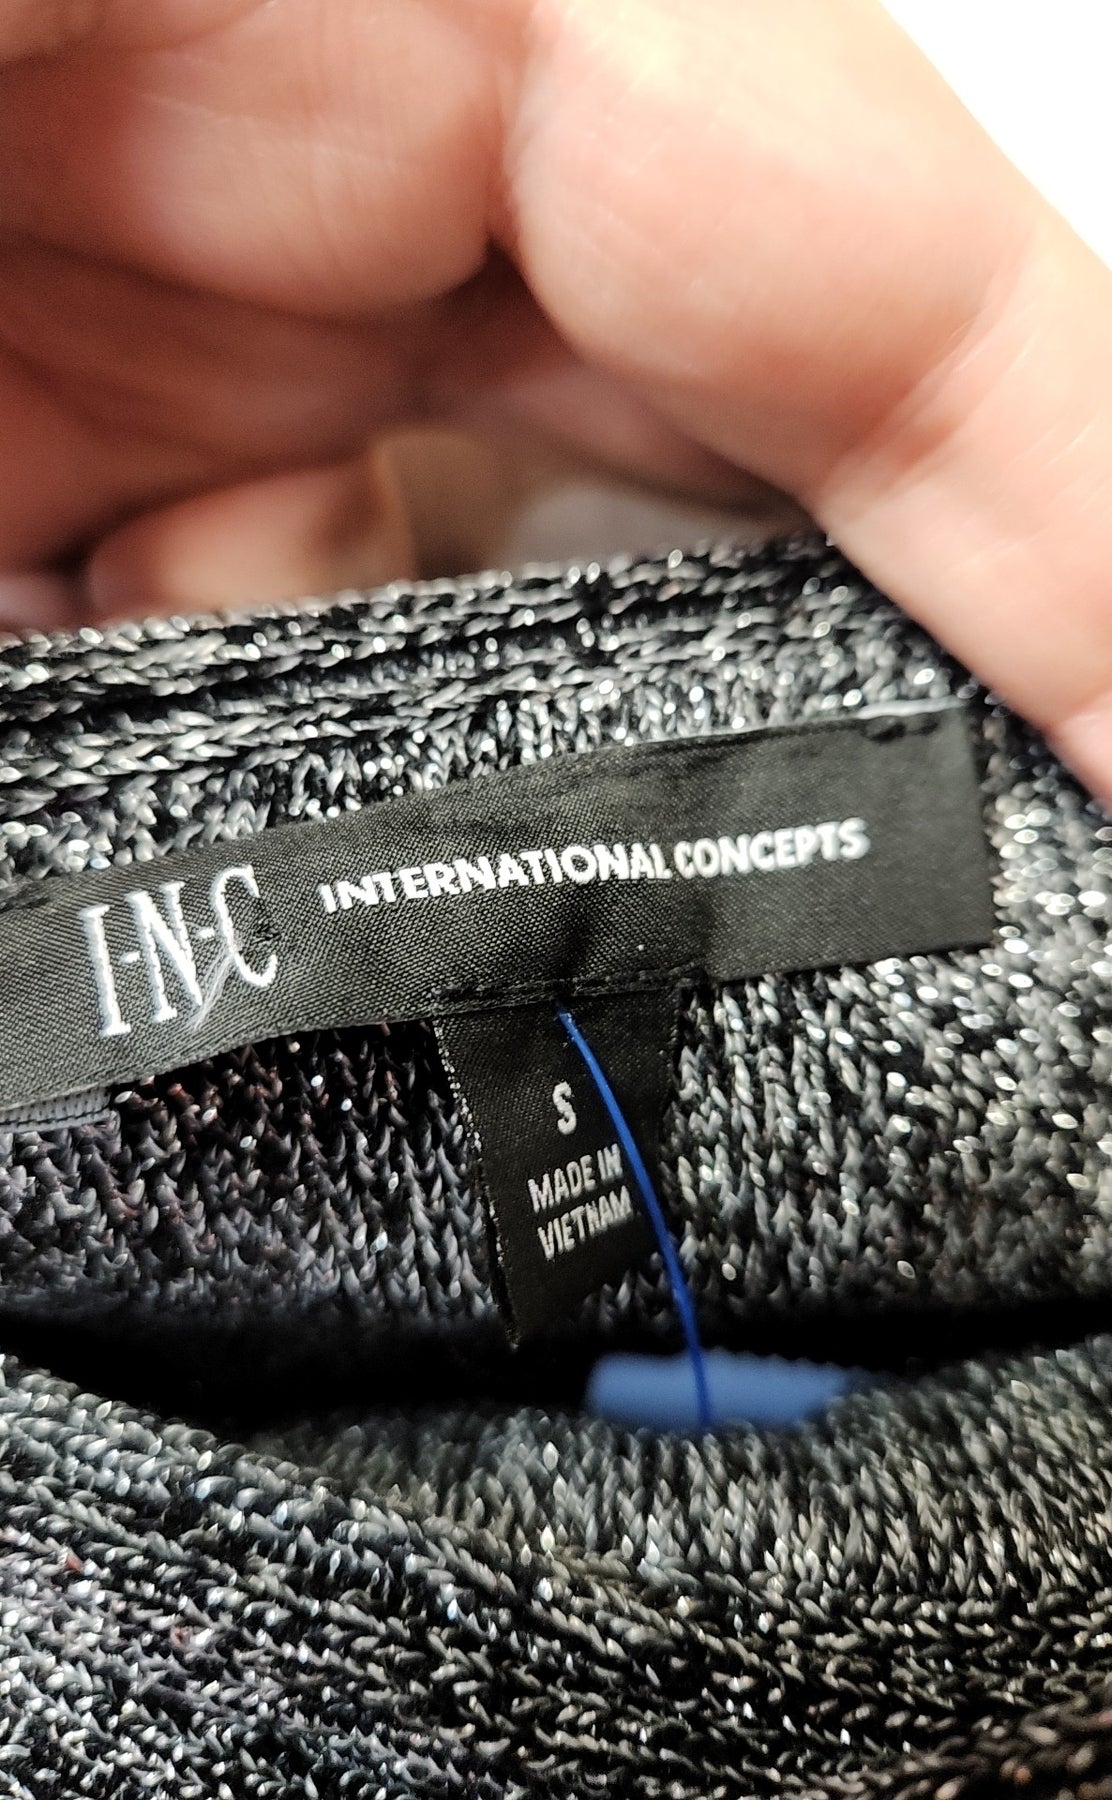 I-N-C INTERNATIONAL CONCEPTS
S
MADE IN
VIETNAM